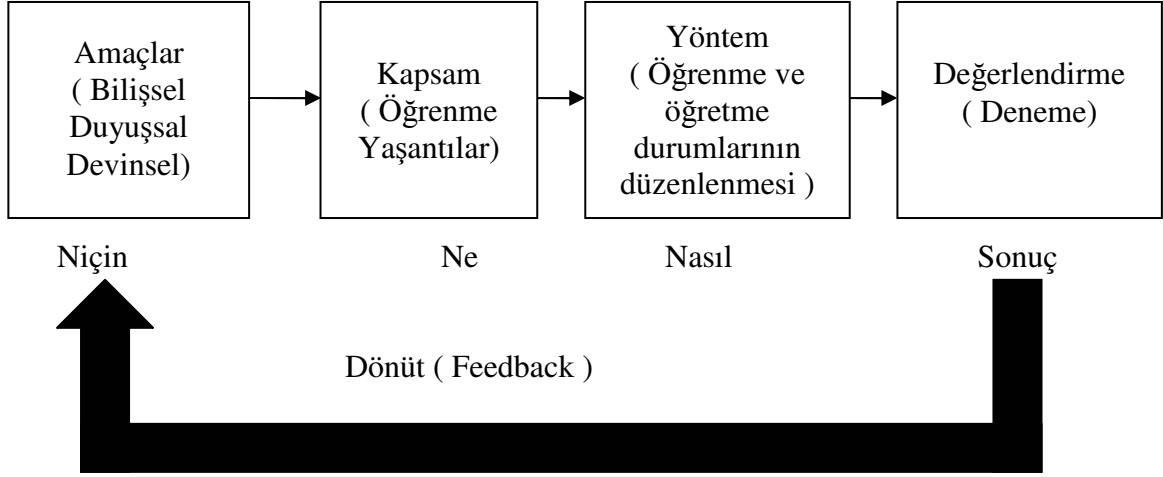 Amaçlar
( Bilişsel
Duyuşsal
Devinsel)
Kapsam
( Öğrenme
Yaşantılar)
Yöntem
( Öğrenme ve
öğretme
durumlarının
düzenlenmesi )
Değerlendirme
( Deneme)
Niçin
Ne
Nasıl
Sonuç
Dönüt ( Feedback )